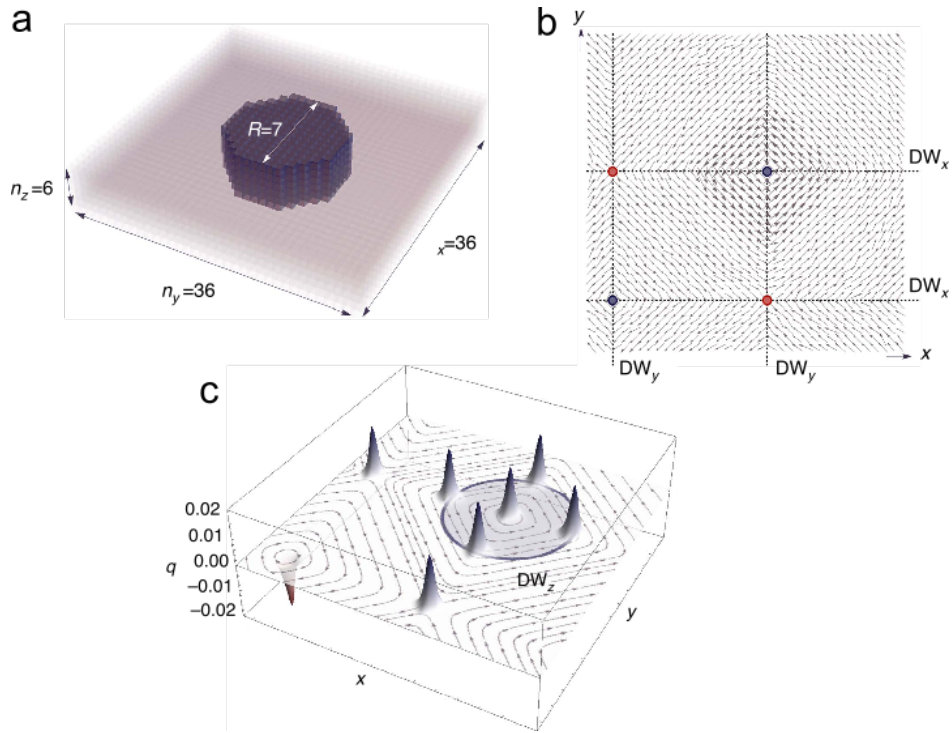 a
R=7
n_z=6
x=36
n_y=36
b
y
DW_x
DW_x
x
DW_y
DW_y
c
0.02
0.01
q
0.00
−0.01
−0.02
DW_z
x
y